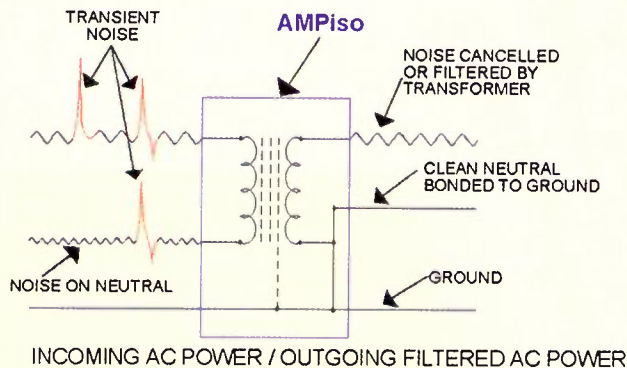 TRANSIENT
NOISE
AMPiso
NOISE CANCELLED
OR FILTERED BY
TRANSFORMER
CLEAN NEUTRAL
BONDED TO GROUND
NOISE ON NEUTRAL
GROUND
INCOMING AC POWER / OUTGOING FILTERED AC POWER